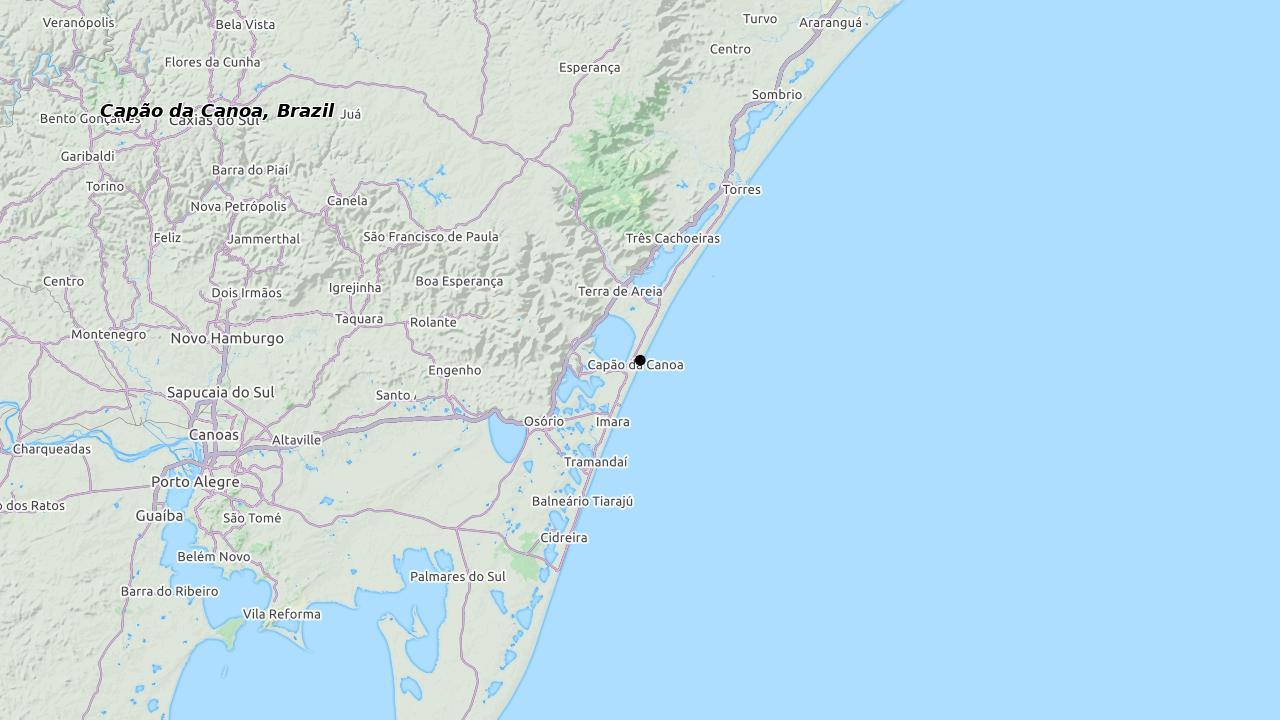 Veranópolis
Bela Vista
Turvo
Araranguá
Centro
Flores da Cunha
Esperança
Sombrio
Capão da Canoa, Brazil
Bento Gonçalves
Caxias do Sul
Juá
Garibaldi
Barra do Piaí
Torino
Torres
Canela
Nova Petrópolis
Feliz
Jammerthal
São Francisco de Paula
Três Cachoeiras
Centro
Boa Esperança
Igrejinha
Dois Irmãos
Terra de Areia
Taquara
Rolante
Montenegro
Novo Hamburgo
Capão da Canoa
Engenho
Sapucaia do Sul
Santo
Osório
Imara
Canoas
Altaville
Charqueadas
Tramandaí
Porto Alegre
Balneário Tiarajú
o dos Ratos
Guaíba
São Tomé
Cidreira
Belém Novo
Palmares do Sul
Barra do Ribeiro
Vila Reforma